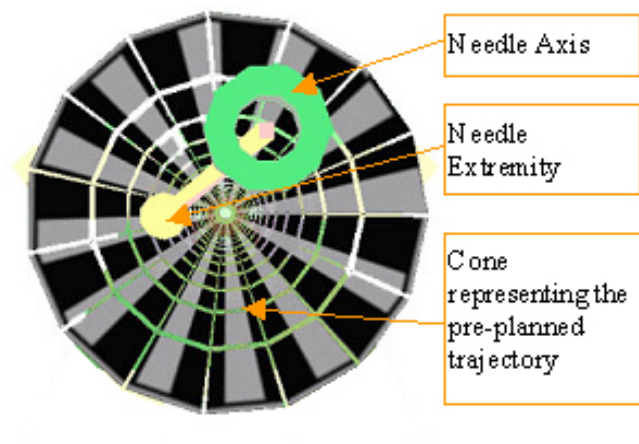 Needle Axis
Needle
Extremity
Cone
representing the
pre-planned
trajectory